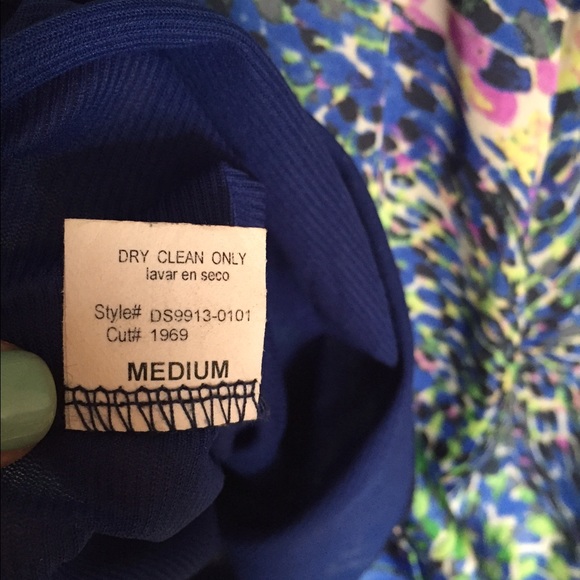 DRY CLEAN ONLY
lavar en seco
Style# DS9913-0101
Cut# 1969
MEDIUM